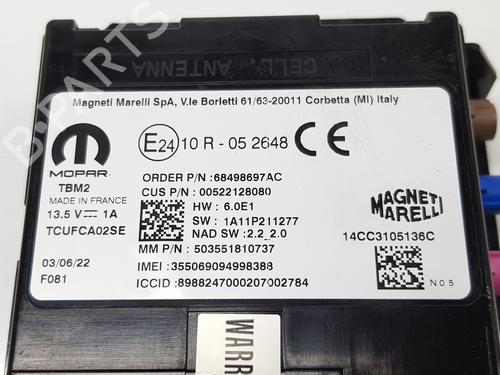 CELL. ANTENNA
Magneti Marelli SpA, V.le Borletti 61/63-20011 Corbetta (MI) Italy
E24 10 R - 05 2648 CE
MOPAR
TBM2
MADE IN FRANCE
13.5 V 1A
TCUFCA02SE
03/06/22
F081
ORDER P/N :68498697AC
CUS P/N :00522128080
HW : 6.0E1
SW : 1A11P211277
NAD SW :2.2_2.0
MM P/N :503551810737
IMEI :355069094998388
ICCID :8988247000207002784
MAGNETI
MARELLI
14CC3105136C
N05
WARR
B-PARTS